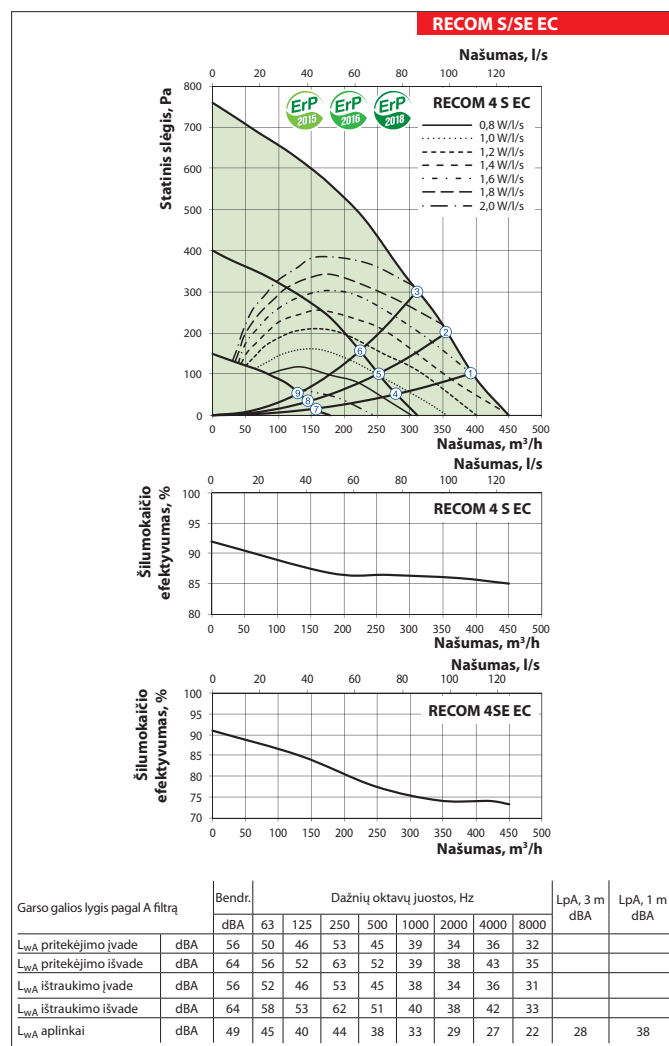 RECOM S/SE EC
Našumas, l/s
0 20 40 60 80 100 120
Statinis slėgis, Pa
800
700
600
500
400
300
200
100
0
ErP 2015
ErP 2016
ErP 2018
RECOM 4 S EC
0,8 W/l/s
1,0 W/l/s
1,2 W/l/s
1,4 W/l/s
1,6 W/l/s
1,8 W/l/s
2,0 W/l/s
3
2
6
5
1
9
8
4
7
0 50 100 150 200 250 300 350 400 450 500
Našumas, m³/h
Našumas, l/s
0 20 40 60 80 100 120
Šilumokaičio
efektyvumas, %
100
95
90
85
80
RECOM 4 S EC
0 50 100 150 200 250 300 350 400 450 500
Našumas, m³/h
Našumas, l/s
0 20 40 60 80 100 120
Šilumokaičio
efektyvumas, %
100
95
90
85
80
75
70
RECOM 4SE EC
0 50 100 150 200 250 300 350 400 450 500
Našumas, m³/h
Garso galios lygis pagal A filtrą Bendr. Dažnių oktavų juostos, Hz LpA, 3 m dBA LpA, 1 m dBA
dBA 63 125 250 500 1000 2000 4000 8000
LwA pritekėjimo įvade dBA 56 50 46 53 45 39 34 36 32
LwA pritekėjimo išvade dBA 64 56 52 63 52 39 38 43 35
LwA ištraukimo įvade dBA 56 52 46 53 45 38 34 36 31
LwA ištraukimo išvade dBA 64 58 53 62 51 40 38 42 33
LwA aplinkai dBA 49 45 40 44 38 33 29 27 22 28 38